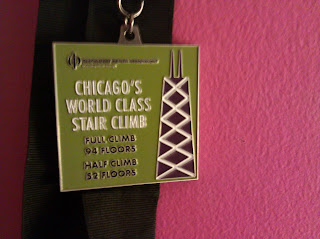 CHICAGO'S
WORLD CLASS
STAIR CLIMB
FULL CLIMB
94 FLOORS
HALF CLIMB
52 FLOORS